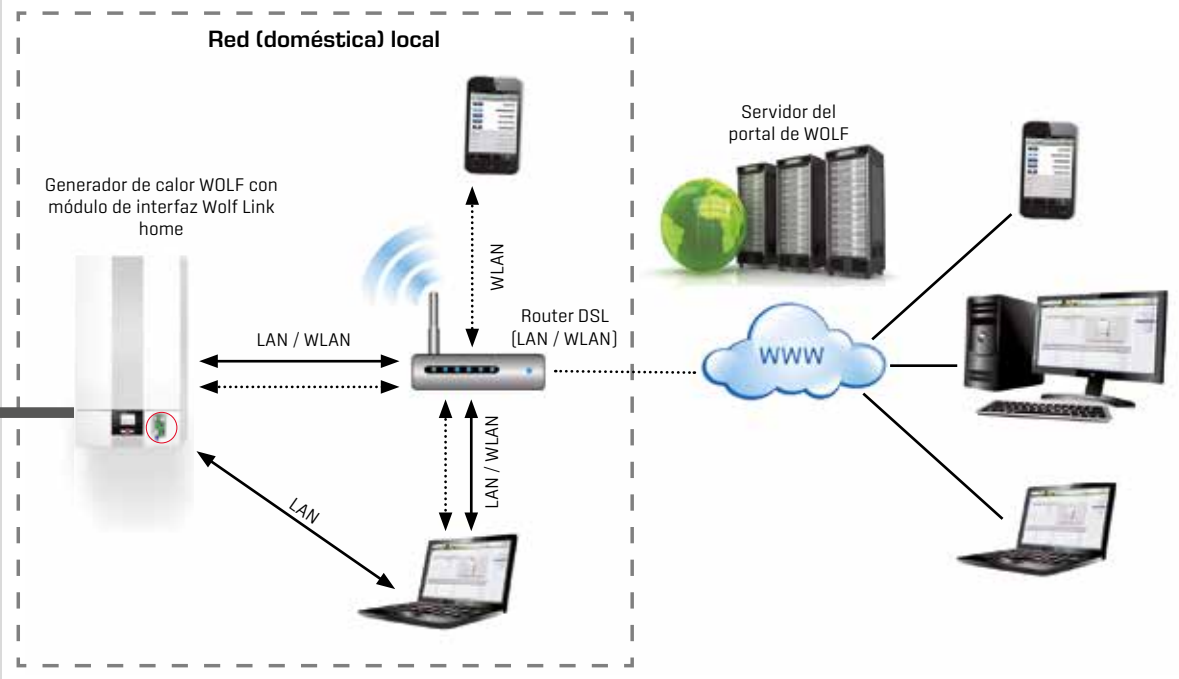 Red (doméstica) local
Servidor del
portal de WOLF
Generador de calor WOLF con
módulo de interfaz Wolf Link
home
WLAN
Router DSL
(LAN / WLAN)
LAN / WLAN
WWW
LAN / WLAN
LAN